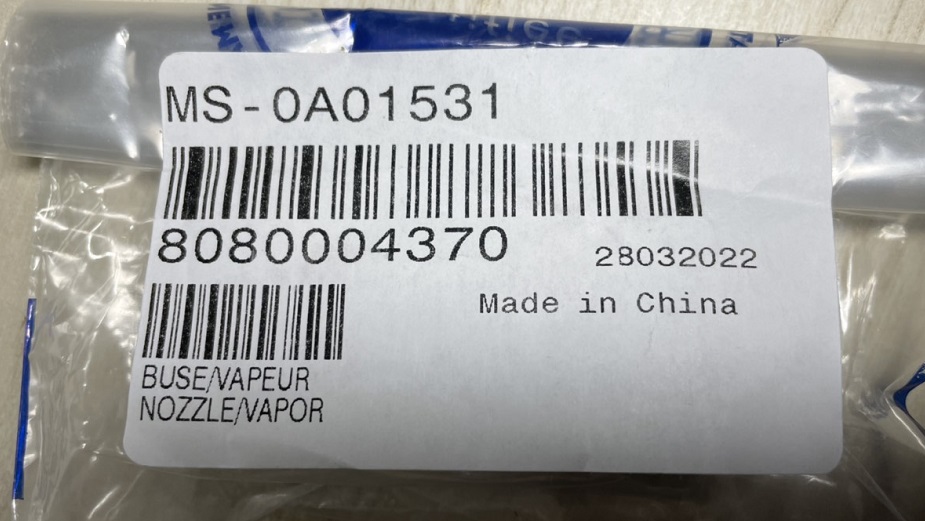 MS-0A01531
8080004370
28032022
Made in China
BUSE/VAPEUR
NOZZLE/VAPOR